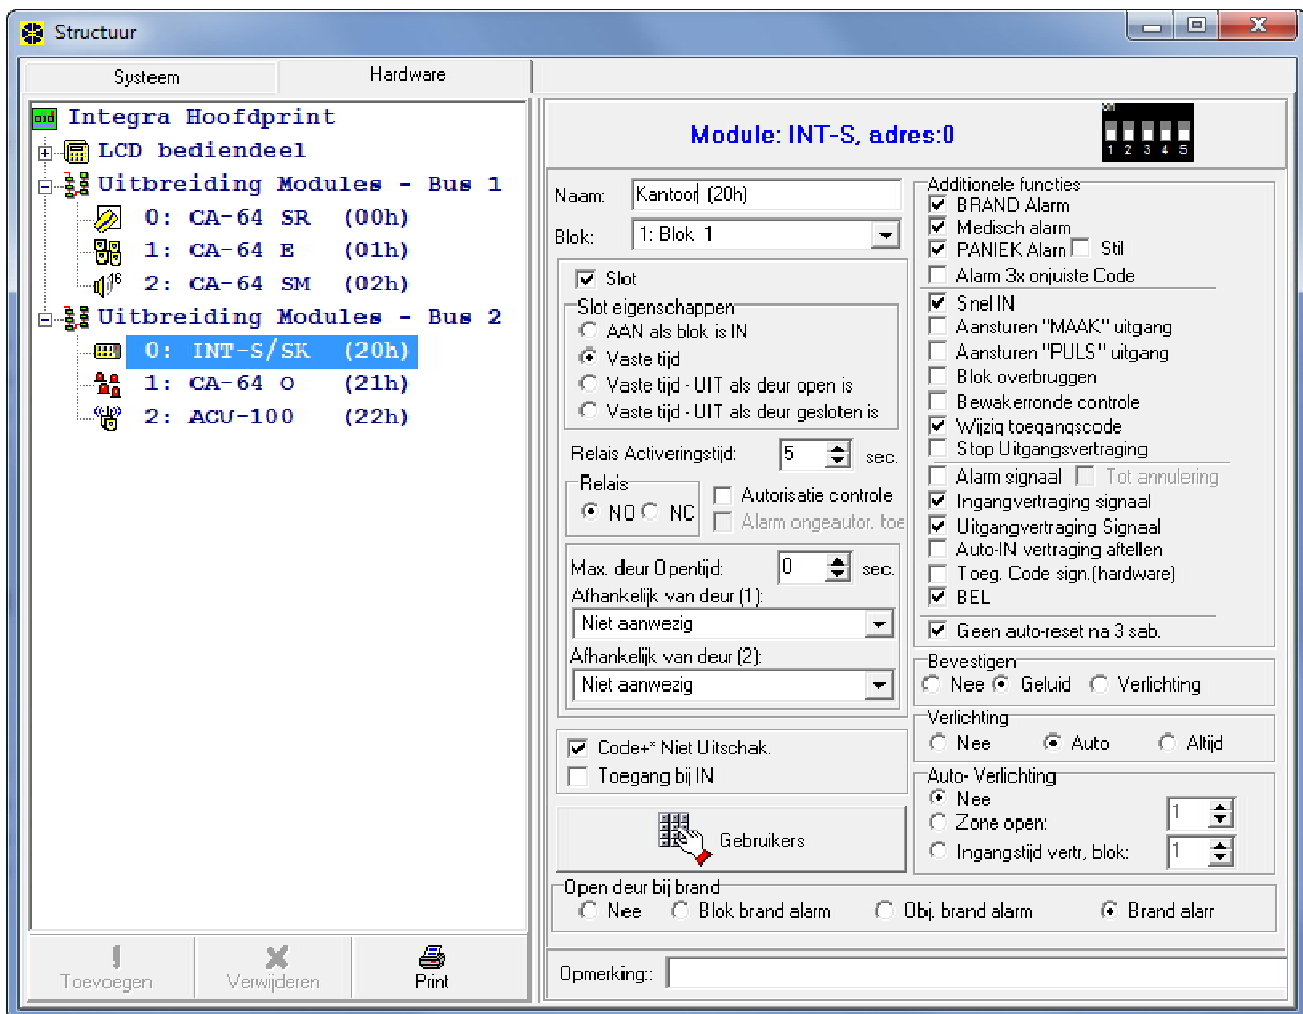 Structuur
Systeem
Hardware
Integra Hoofdprint
LCD bediendeel
Uitbreiding Modules - Bus 1
0: CA-64 SR (00h)
1: CA-64 E (01h)
2: CA-64 SM (02h)
Uitbreiding Modules - Bus 2
0: INT-S/SK (20h)
1: CA-64 O (21h)
2: ACU-100 (22h)
Toevoegen
Verwijderen
Print
Module: INT-S, adres:0
ON
1 2 3 4 5
Naam: Kantoor (20h)
Blok: 1: Blok 1
Slot
Slot eigenschappen
AAN als blok is IN
Vaste tijd
Vaste tijd - UIT als deur open is
Vaste tijd - UIT als deur gesloten is
Relais Activeringstijd: 5 sec.
Relais
NO NC
Autorisatie controle
Alarm ongeautor. toe
Max. deur Opentijd: 0 sec.
Afhankelijk van deur (1):
Niet aanwezig
Afhankelijk van deur (2):
Niet aanwezig
Code+* Niet Uitschak.
Toegang bij IN
Gebruikers
Additionele functies
BRAND Alarm
Medisch alarm
PANIEK Alarm Stil
Alarm 3x onjuiste Code
Snel IN
Aansturen "MAAK" uitgang
Aansturen "PULS" uitgang
Blok overbruggen
Bewakerronde controle
Wijzig toegangscode
Stop Uitgangsvertraging
Alarm signaal Tot annulering
Ingangvertraging signaal
Uitgangvertraging Signaal
Auto-IN vertraging aftellen
Toeg. Code sign.(hardware)
BEL
Geen auto-reset na 3 sab.
Bevestigen
Nee Geluid Verlichting
Verlichting
Nee Auto Altijd
Auto- Verlichting
Nee
Zone open: 1
Ingangstijd vertr, blok: 1
Open deur bij brand
Nee Blok brand alarm Obj. brand alarm Brand alarr
Opmerking::